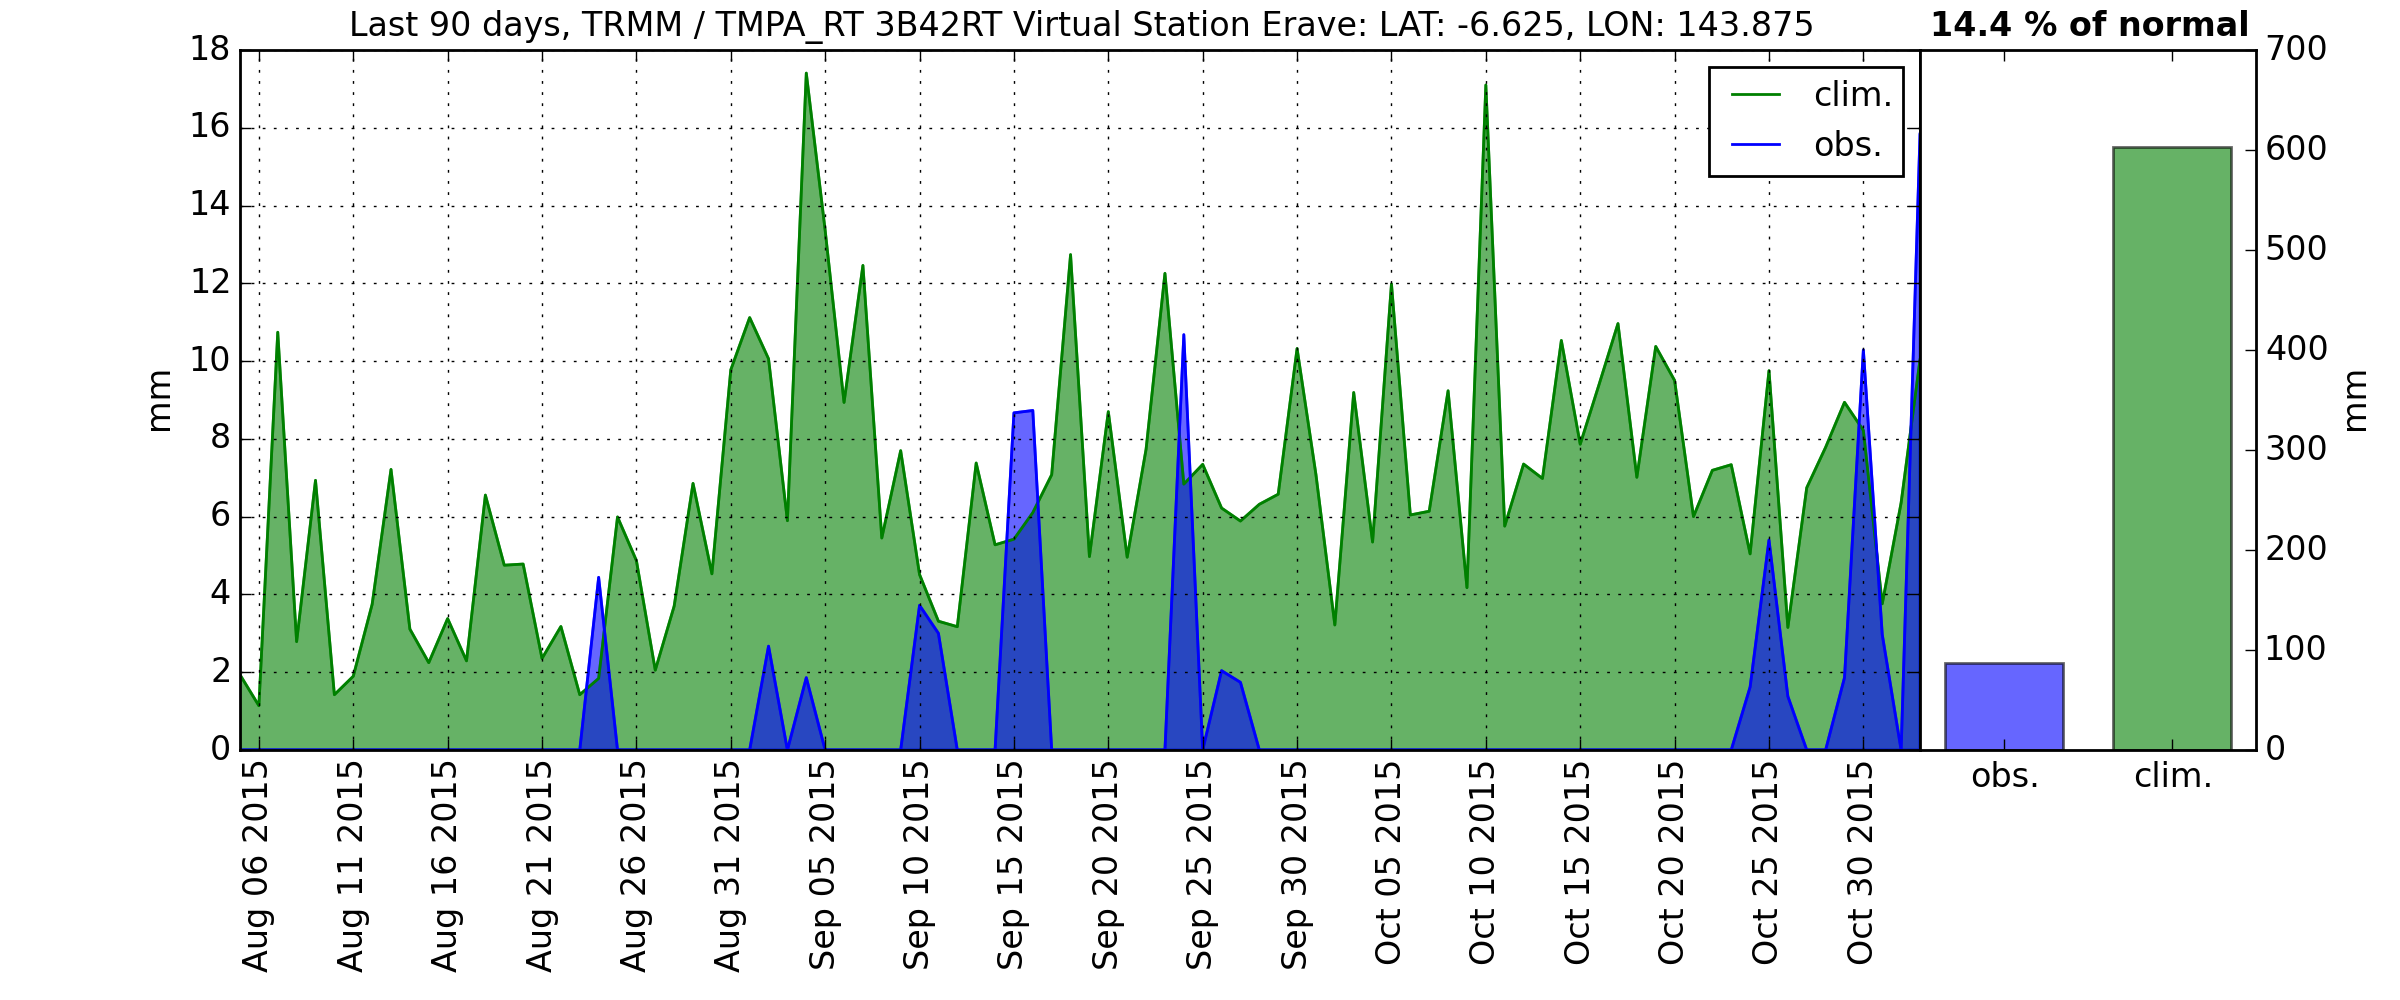 Last 90 days, TRMM / TMPA_RT 3B42RT Virtual Station Erave: LAT: -6.625, LON: 143.875
14.4 % of normal
18
16
14
12
10
8
6
4
2
0
mm
clim.
obs.
700
600
500
400
300
200
100
0
mm
Aug 06 2015
Aug 11 2015
Aug 16 2015
Aug 21 2015
Aug 26 2015
Aug 31 2015
Sep 05 2015
Sep 10 2015
Sep 15 2015
Sep 20 2015
Sep 25 2015
Sep 30 2015
Oct 05 2015
Oct 10 2015
Oct 15 2015
Oct 20 2015
Oct 25 2015
Oct 30 2015
obs.
clim.